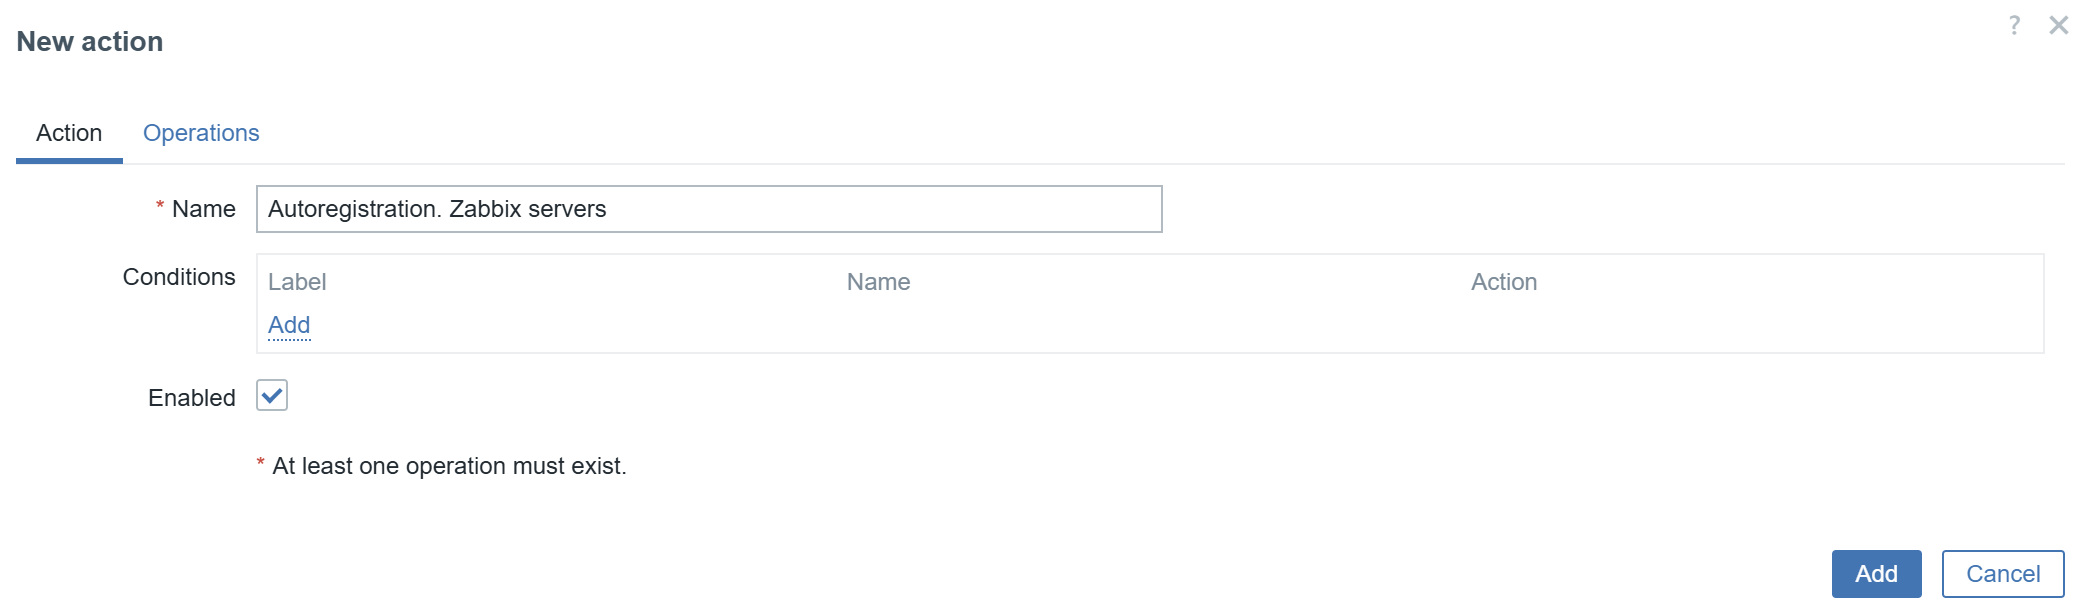 New action
?
Action Operations
* Name Autoregistration. Zabbix servers
Conditions Label Name Action
Add
Enabled
* At least one operation must exist.
Add Cancel